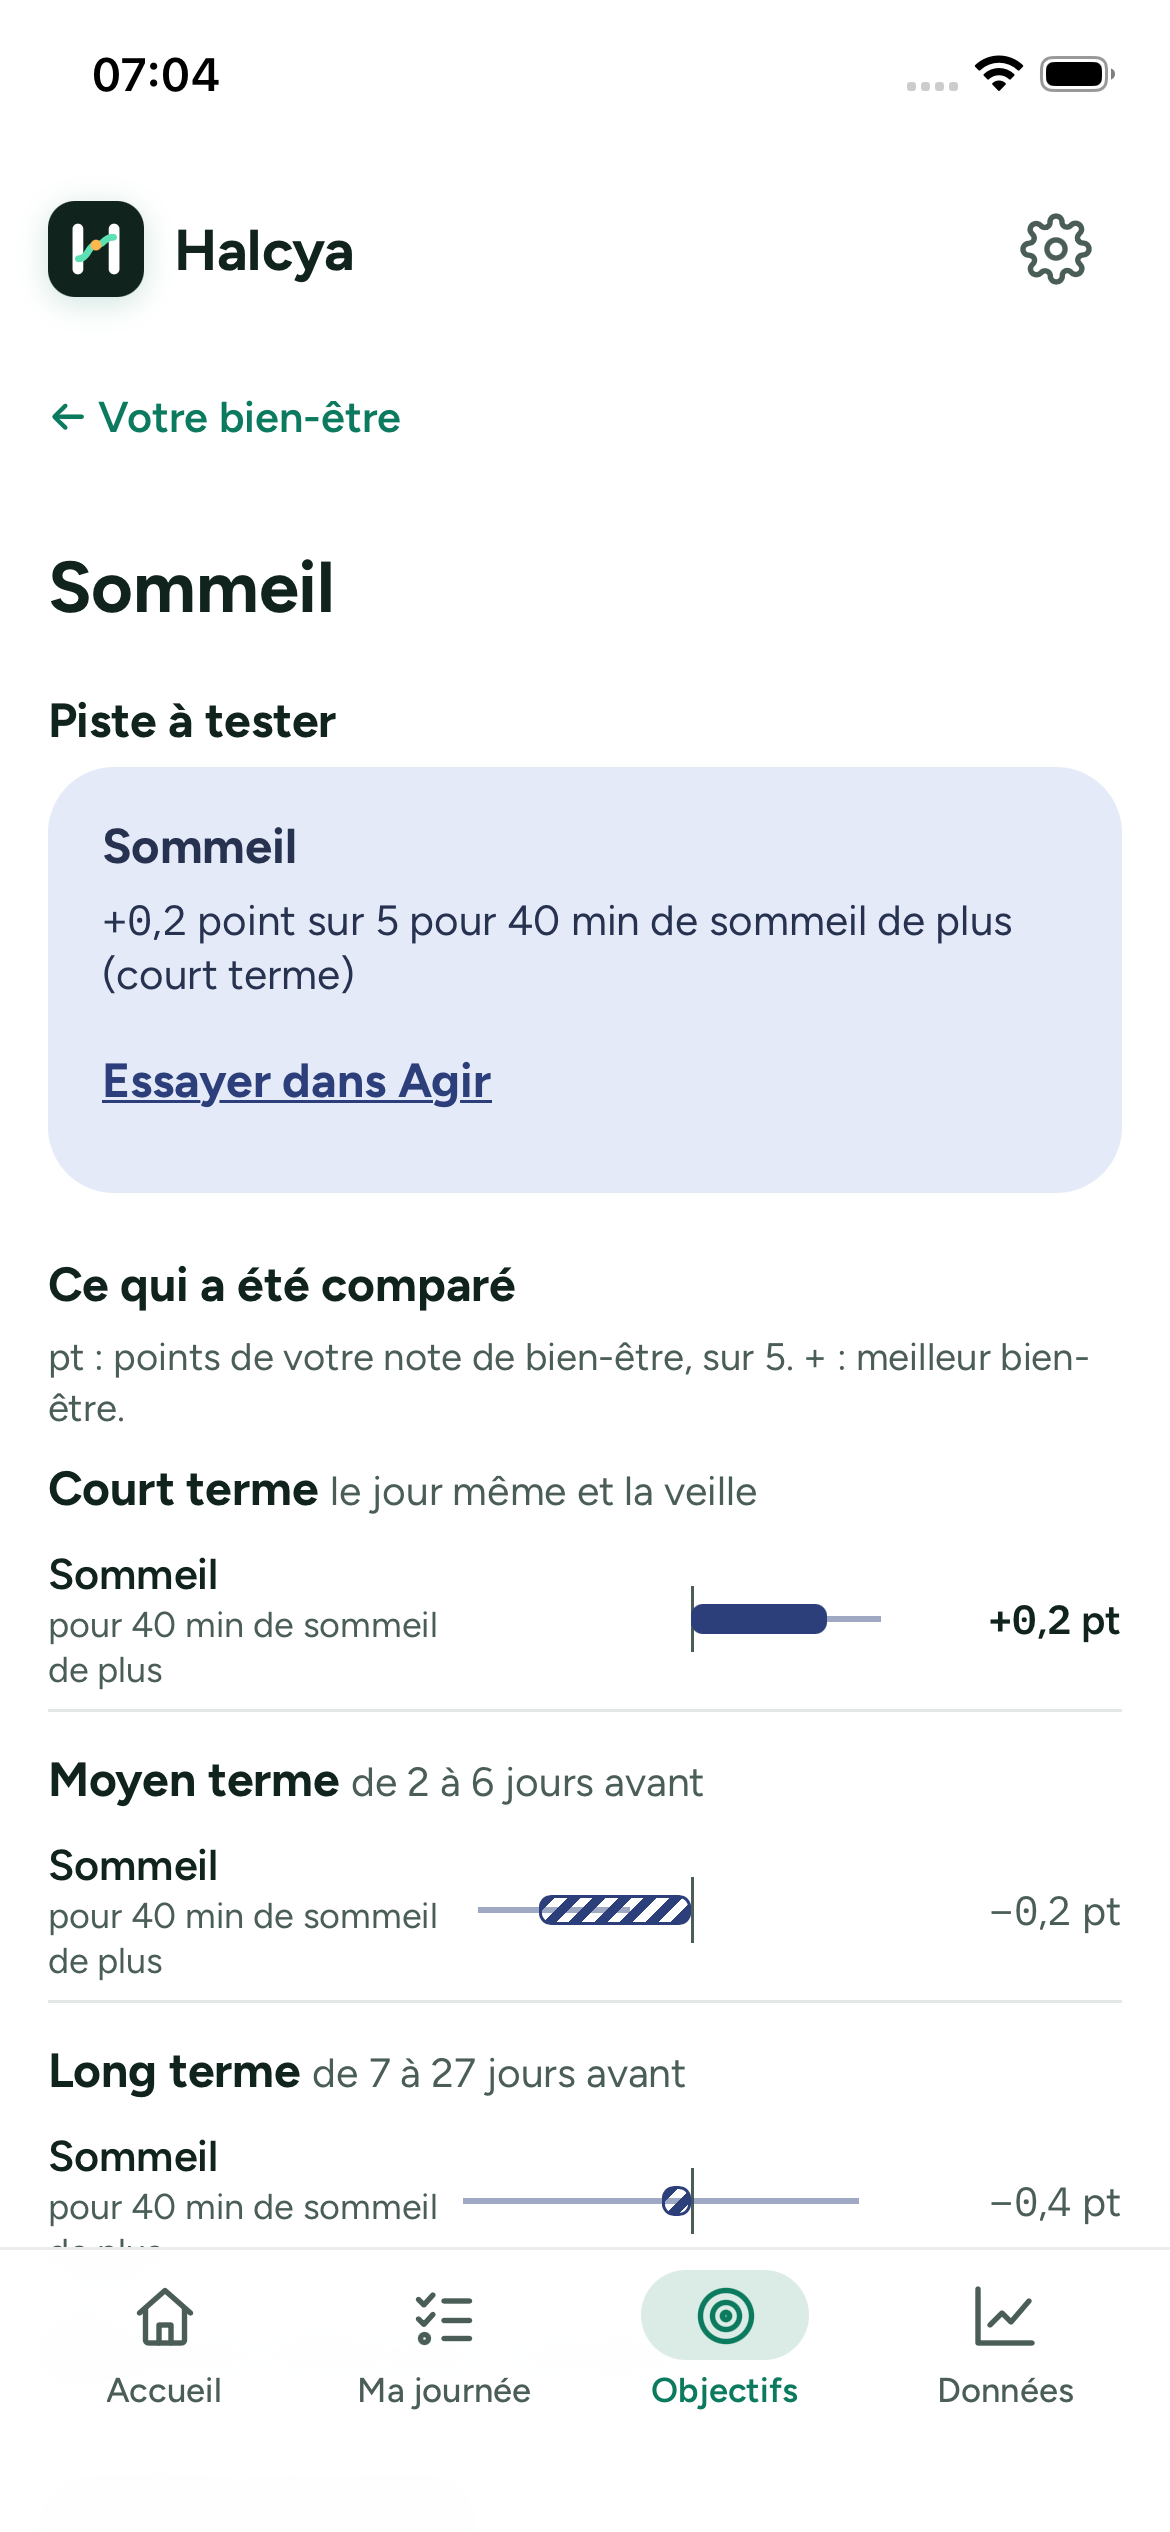 07:04
Halcya
← Votre bien-être
Sommeil
Piste à tester
Sommeil
+0,2 point sur 5 pour 40 min de sommeil de plus
(court terme)
Essayer dans Agir
Ce qui a été comparé
pt : points de votre note de bien-être, sur 5. + : meilleur bien-
être.
Court terme le jour même et la veille
Sommeil
pour 40 min de sommeil
de plus
+0,2 pt
Moyen terme de 2 à 6 jours avant
Sommeil
pour 40 min de sommeil
de plus
−0,2 pt
Long terme de 7 à 27 jours avant
Sommeil
pour 40 min de sommeil
−0,4 pt
Accueil
Ma journée
Objectifs
Données